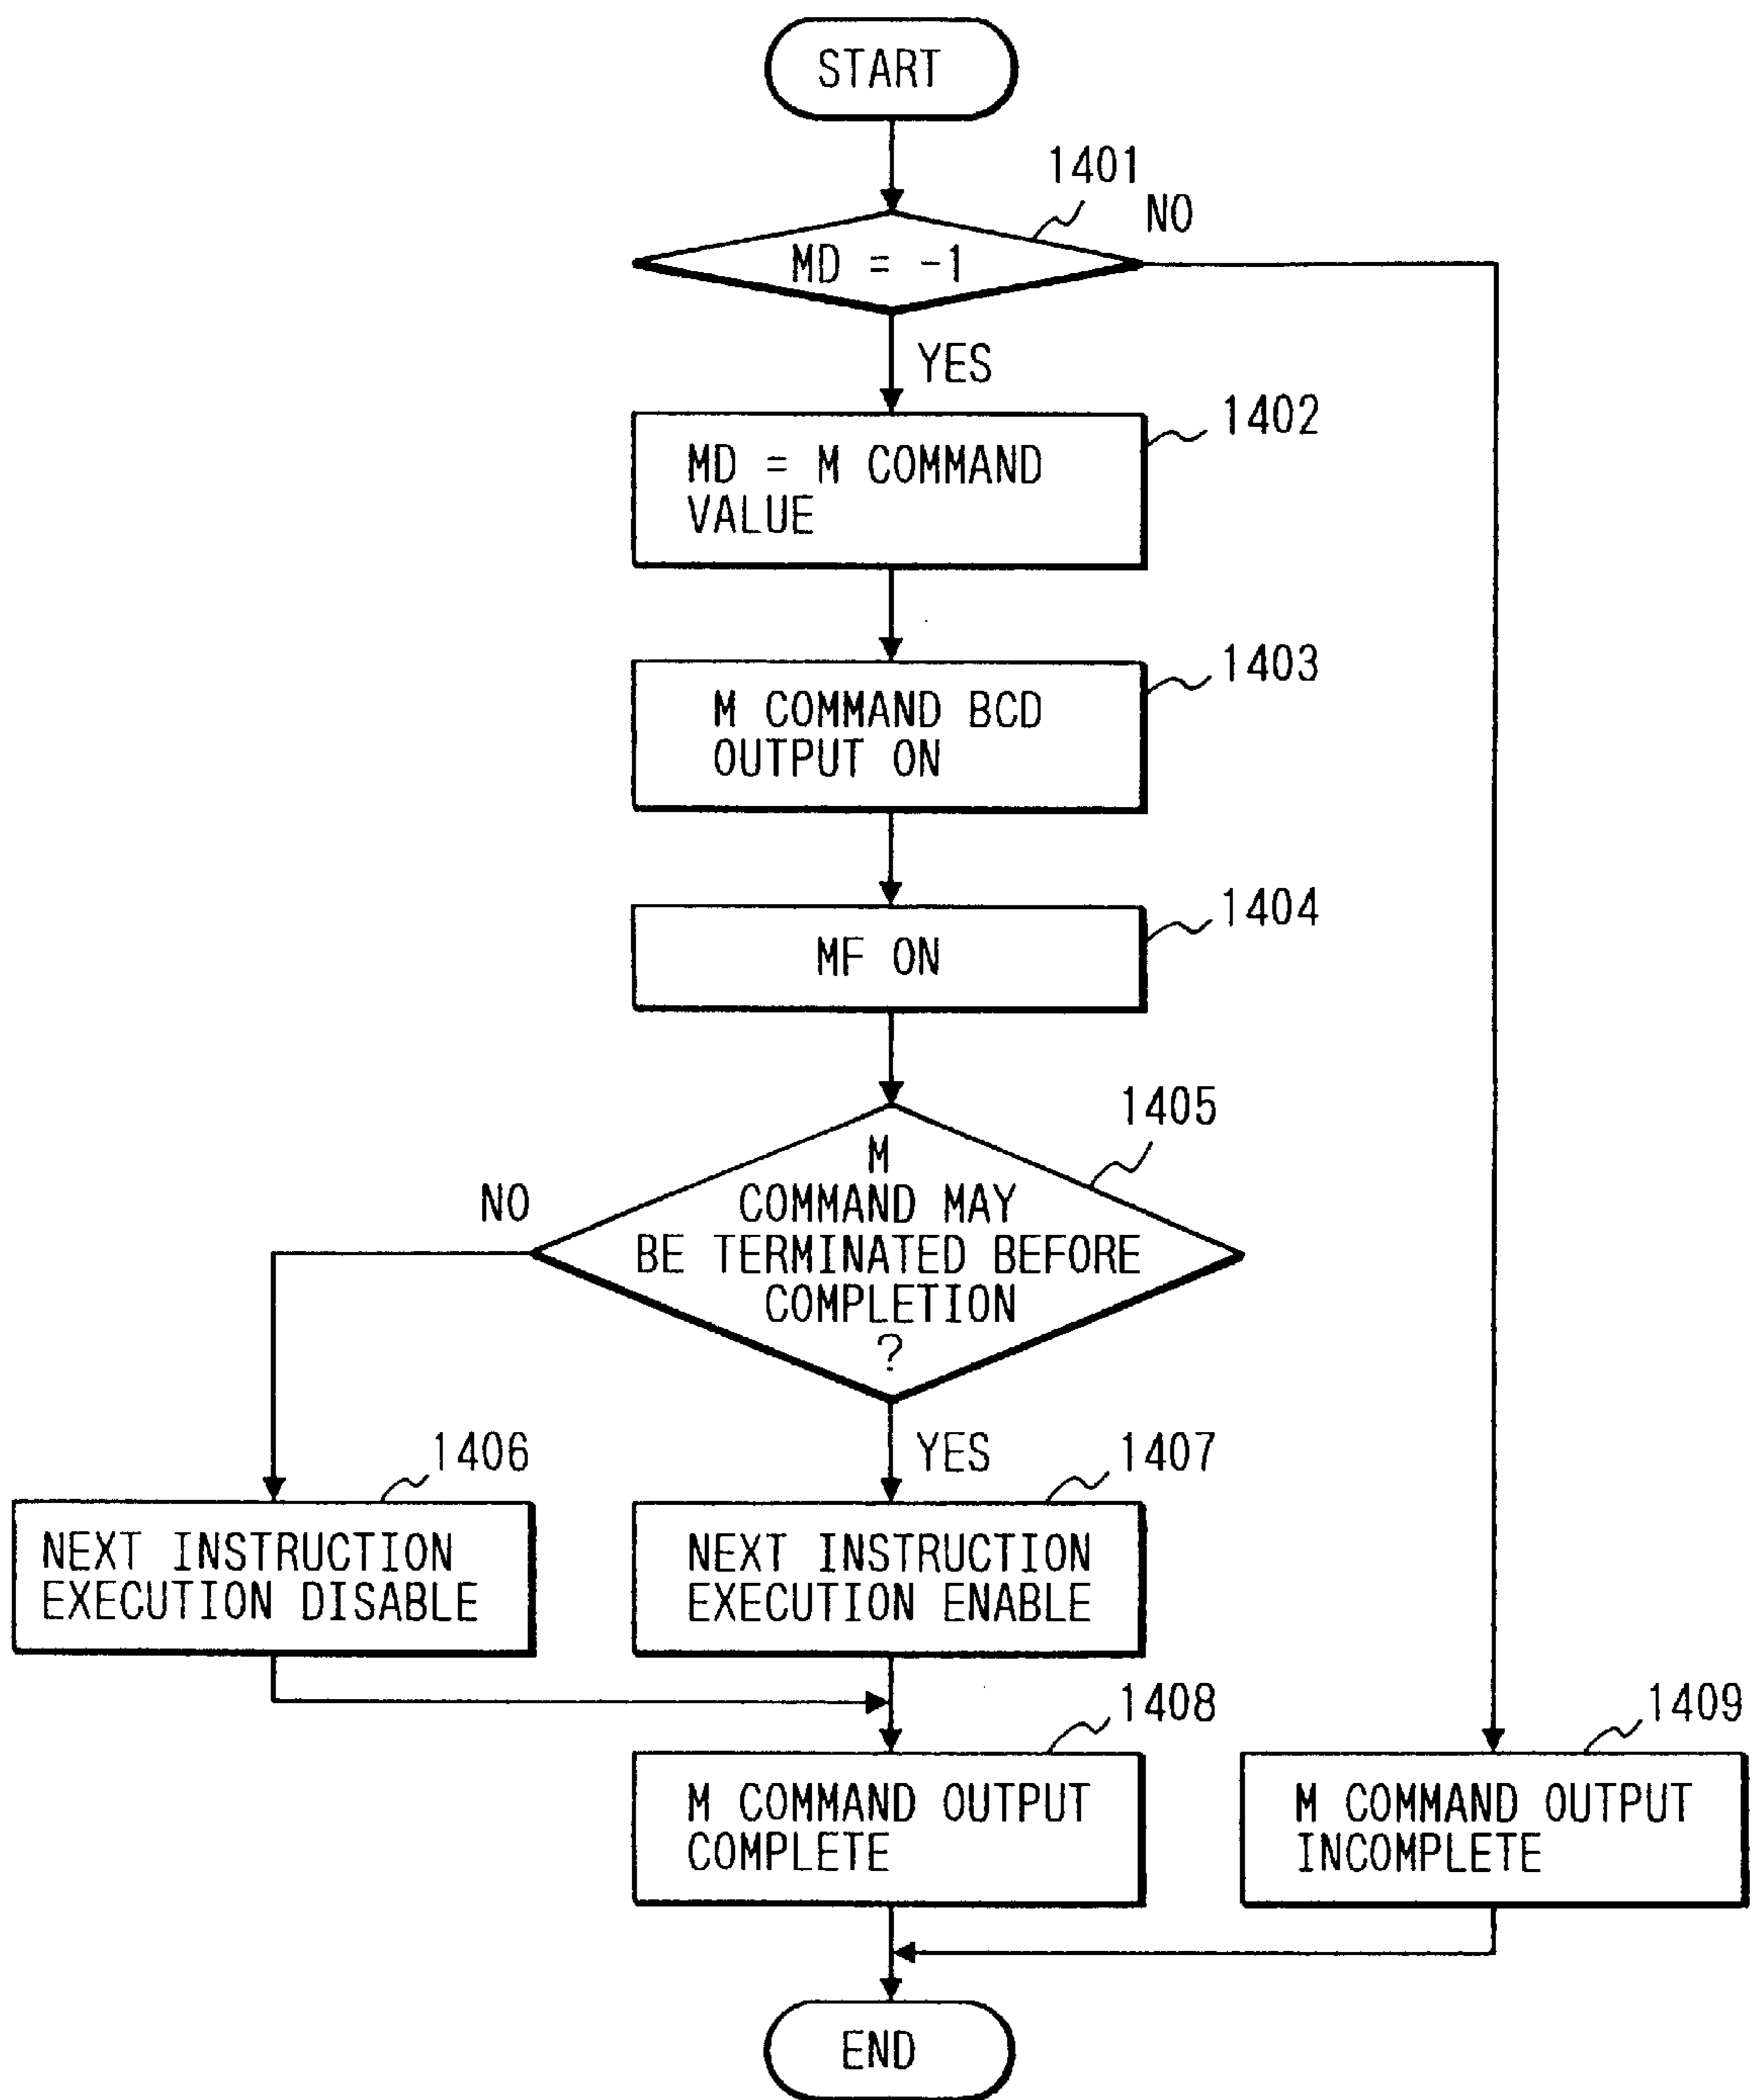 START
1401
NO
MD = -1
YES
1402
MD = M COMMAND
VALUE
1403
M COMMAND BCD
OUTPUT ON
1404
MF ON
1405
M
COMMAND MAY
BE TERMINATED BEFORE
COMPLETION
?
NO
YES
1406
NEXT INSTRUCTION
EXECUTION DISABLE
1407
NEXT INSTRUCTION
EXECUTION ENABLE
1408
M COMMAND OUTPUT
COMPLETE
1409
M COMMAND OUTPUT
INCOMPLETE
END